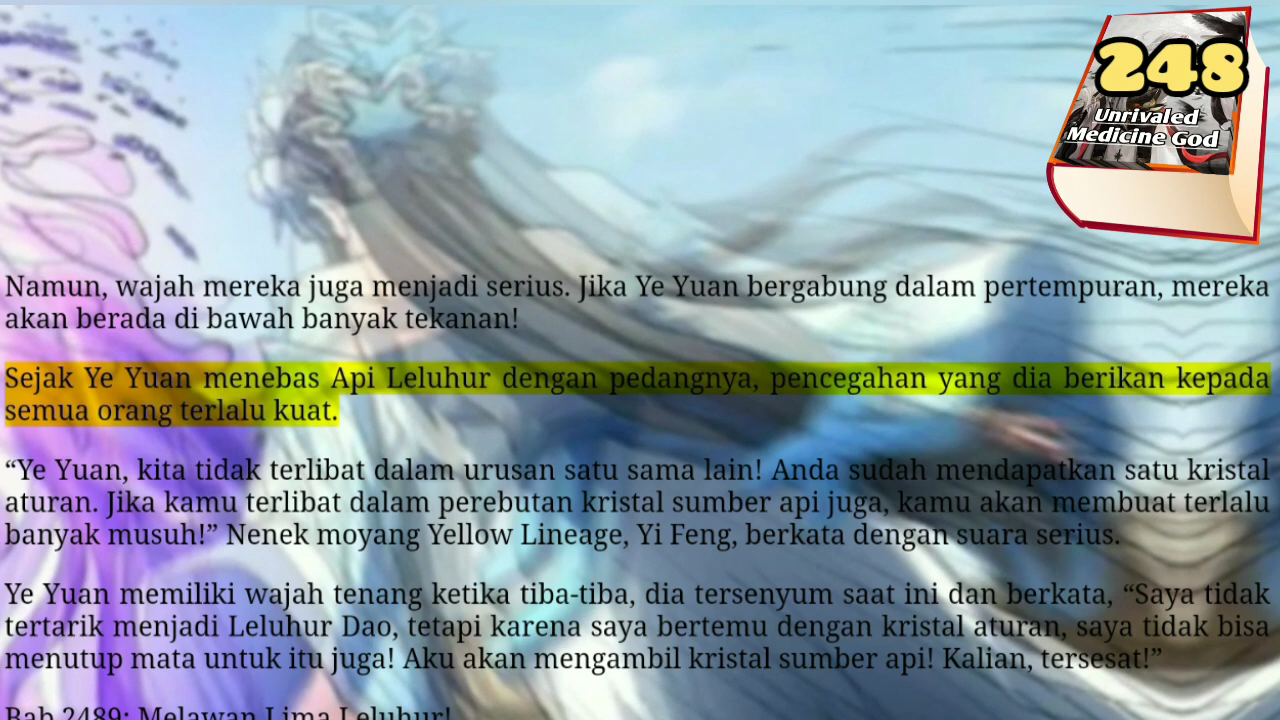 248
Unrivaled
Medicine God
Namun, wajah mereka juga menjadi serius. Jika Ye Yuan bergabung dalam pertempuran, mereka
akan berada di bawah banyak tekanan!
Sejak Ye Yuan menebas Api Leluhur dengan pedangnya, pencegahan yang dia berikan kepada
semua orang terlalu kuat.
“Ye Yuan, kita tidak terlibat dalam urusan satu sama lain! Anda sudah mendapatkan satu kristal
aturan. Jika kamu terlibat dalam perebutan kristal sumber api juga, kamu akan membuat terlalu
banyak musuh!” Nenek moyang Yellow Lineage, Yi Feng, berkata dengan suara serius.
Ye Yuan memiliki wajah tenang ketika tiba-tiba, dia tersenyum saat ini dan berkata, “Saya tidak
tertarik menjadi Leluhur Dao, tetapi karena saya bertemu dengan kristal aturan, saya tidak bisa
menutup mata untuk itu juga! Aku akan mengambil kristal sumber api! Kalian, tersesat!”
Bab 2489: Melawan Lima Leluhur!